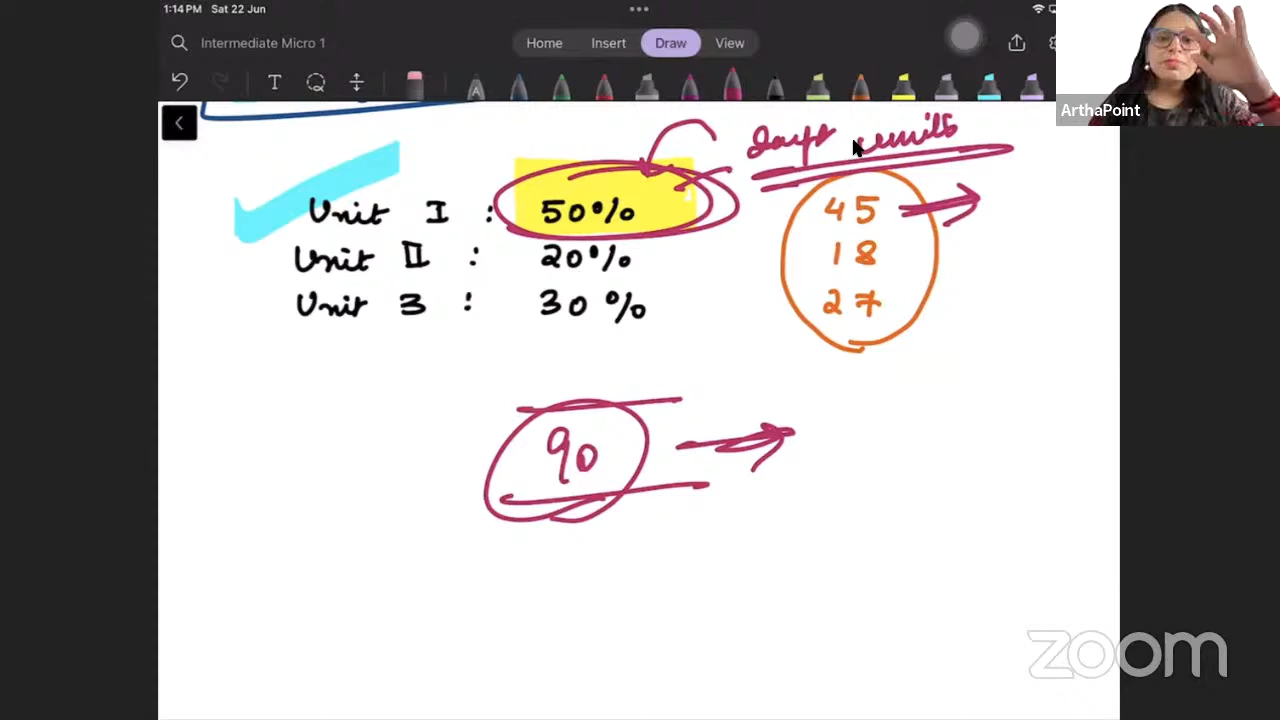 1:14 PM Sat 22 Jun
Intermediate Micro 1
Home Insert Draw View
T
A
ArthaPoint
Unit I : 50% 45
Unit II : 20% 18
Unit 3 : 30% 27
90
zoom